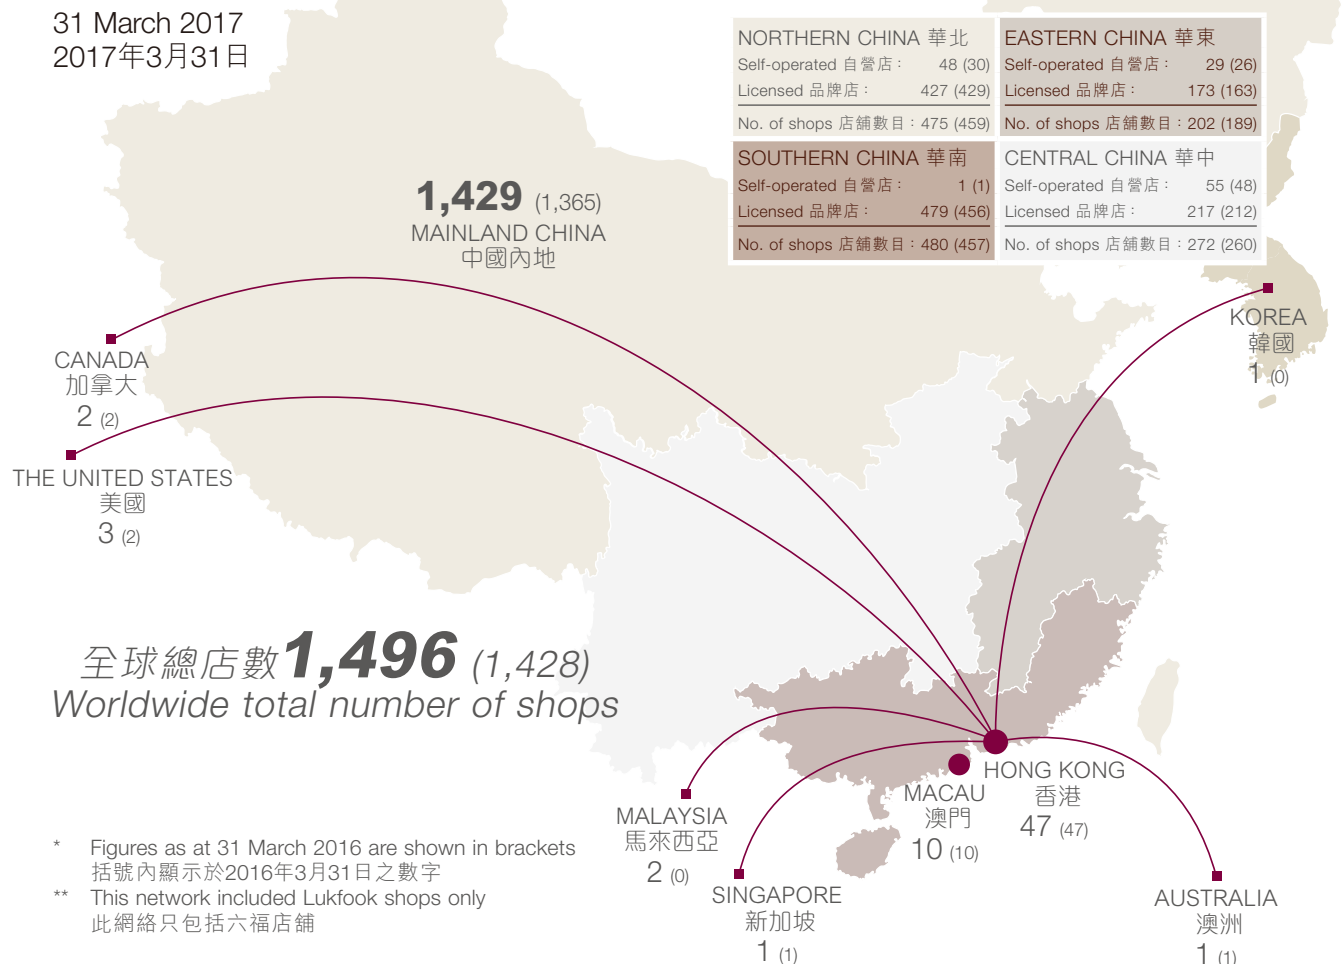 31 March 2017
2017年3月31日
NORTHERN CHINA 華北
Self-operated 自營店： 48 (30)
Licensed 品牌店： 427 (429)
No. of shops 店舖數目：475 (459)
EASTERN CHINA 華東
Self-operated 自營店： 29 (26)
Licensed 品牌店： 173 (163)
No. of shops 店舖數目：202 (189)
SOUTHERN CHINA 華南
Self-operated 自營店： 1 (1)
Licensed 品牌店： 479 (456)
No. of shops 店舖數目：480 (457)
CENTRAL CHINA 華中
Self-operated 自營店： 55 (48)
Licensed 品牌店： 217 (212)
No. of shops 店舖數目：272 (260)
1,429 (1,365)
MAINLAND CHINA
中國內地
KOREA
韓國
1 (0)
CANADA
加拿大
2 (2)
THE UNITED STATES
美國
3 (2)
全球總店數1,496 (1,428)
Worldwide total number of shops
HONG KONG
香港
47 (47)
MACAU
澳門
10 (10)
MALAYSIA
馬來西亞
2 (0)
SINGAPORE
新加坡
1 (1)
AUSTRALIA
澳洲
1 (1)
* Figures as at 31 March 2016 are shown in brackets
括號內顯示於2016年3月31日之數字
** This network included Lukfook shops only
此網絡只包括六福店舖